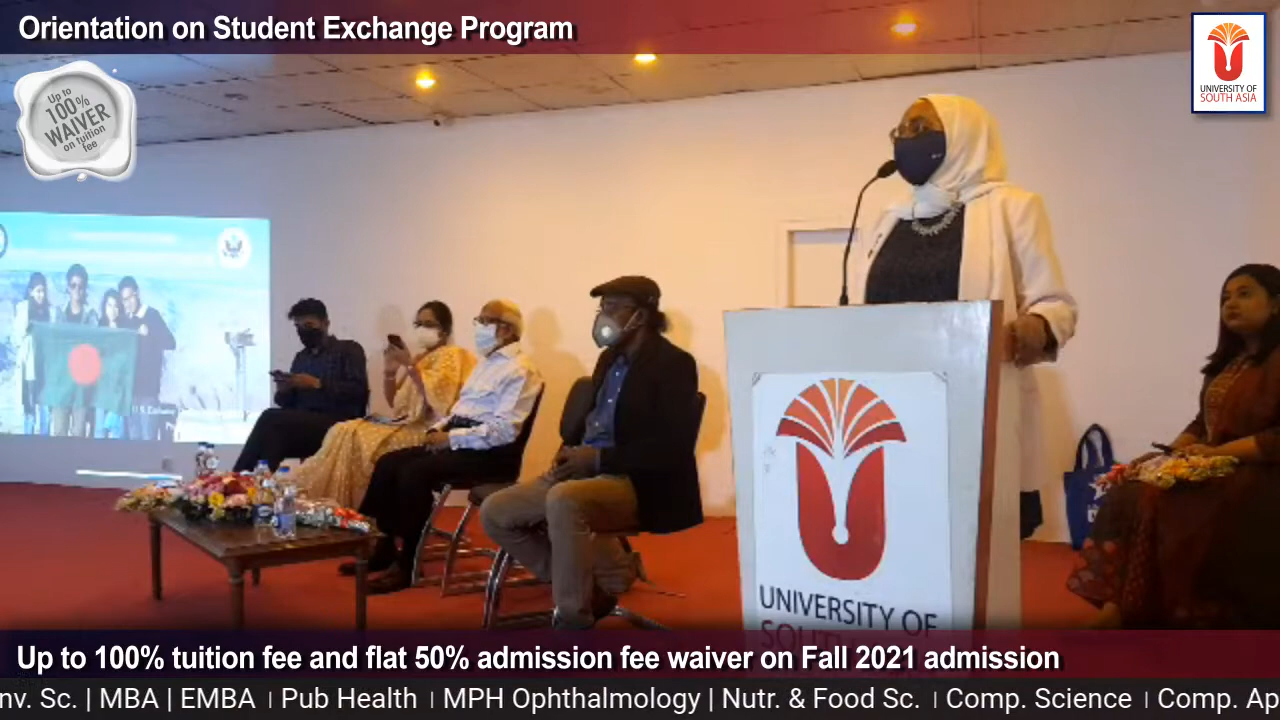 Orientation on Student Exchange Program
UNIVERSITY OF
SOUTH ASIA
Up to
100%
WAIVER
on tuition
fee
UNIVERSITY OF
Up to 100% tuition fee and flat 50% admission fee waiver on Fall 2021 admission
nv. Sc. | MBA | EMBA | Pub Health | MPH Ophthalmology | Nutr. & Food Sc. | Comp. Science | Comp. Ap